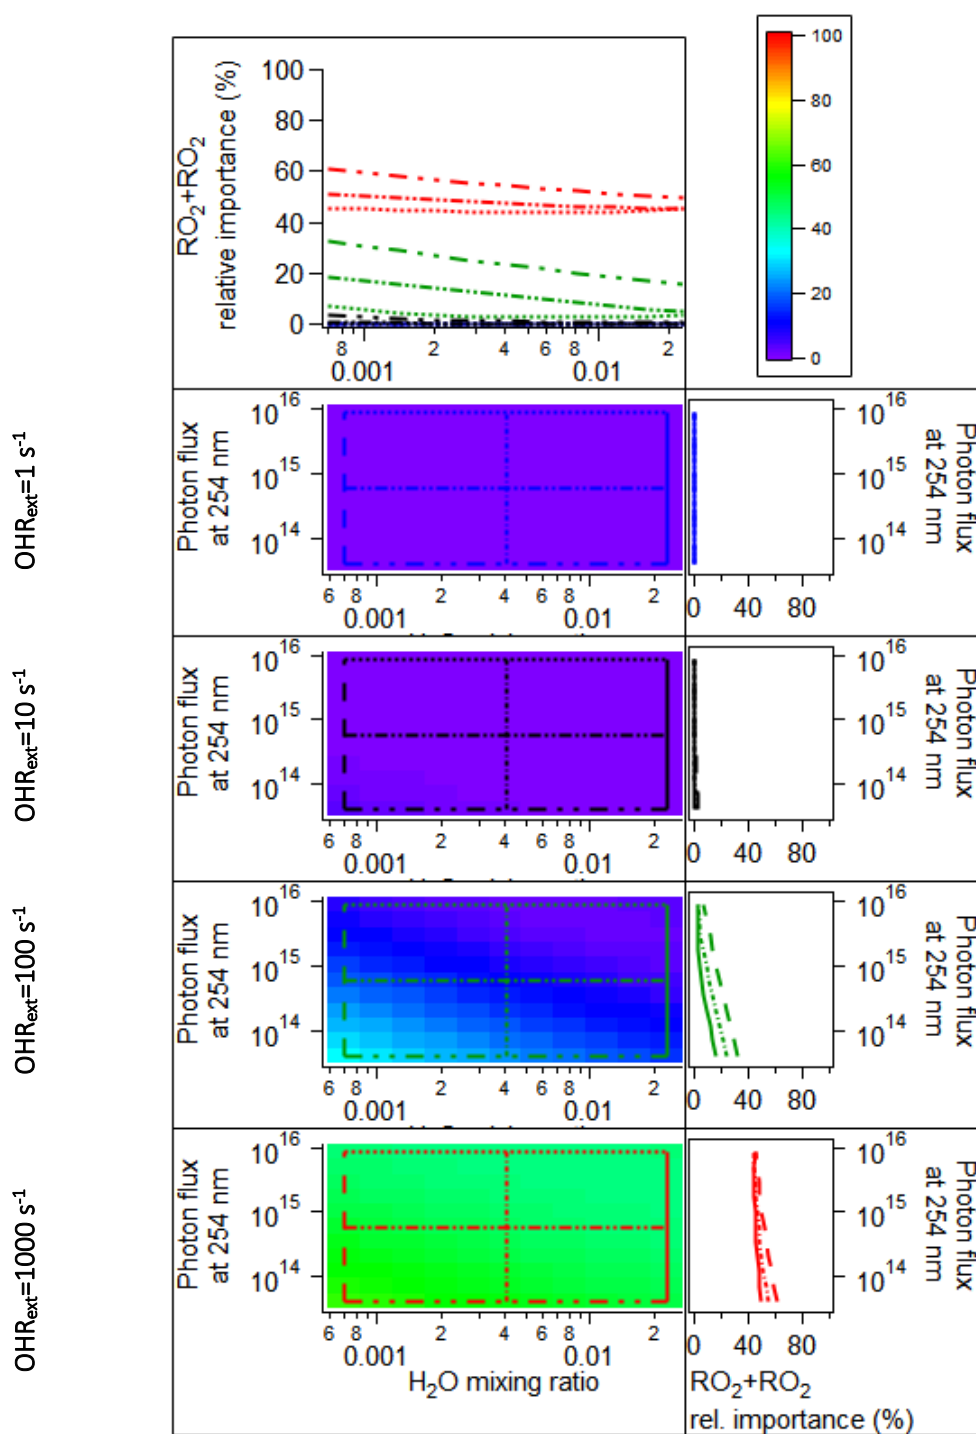 100
80
60
40
20
0
RO2+RO2
relative importance (%)
100
80
60
40
20
0
8 2 4 6 8 2
0.001 0.01
OHRext=1 s-1
Photon flux
at 254 nm
10^16
10^15
10^14
6 8 2 4 6 8 2
0.001 0.01
0 40 80
10^16
10^15
10^14
Photon flux
at 254 nm
OHRext=10 s-1
Photon flux
at 254 nm
10^16
10^15
10^14
6 8 2 4 6 8 2
0.001 0.01
0 40 80
10^16
10^15
10^14
Photon flux
at 254 nm
OHRext=100 s-1
Photon flux
at 254 nm
10^16
10^15
10^14
6 8 2 4 6 8 2
0.001 0.01
0 40 80
10^16
10^15
10^14
Photon flux
at 254 nm
OHRext=1000 s-1
Photon flux
at 254 nm
10^16
10^15
10^14
6 8 2 4 6 8 2
0.001 0.01
H2O mixing ratio
0 40 80
10^16
10^15
10^14
Photon flux
at 254 nm
RO2+RO2
rel. importance (%)